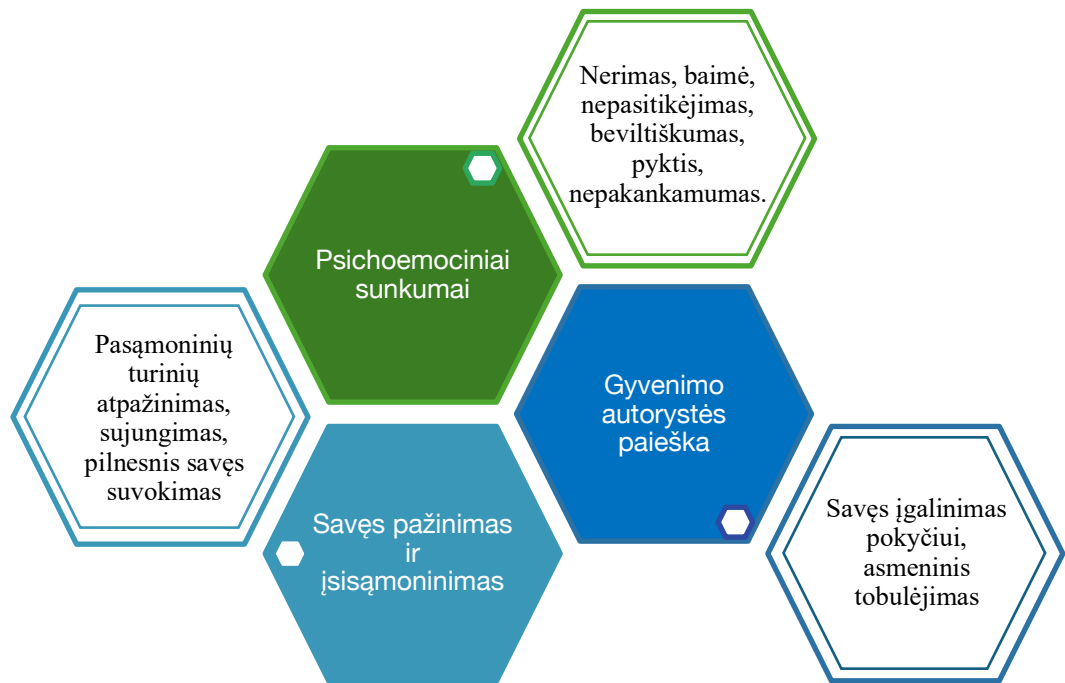 Nerimas, baimė,
nepasitikėjimas,
beviltiškumas,
pyktis,
nepakankamumas.
Psichoemociniai
sunkumai
Pasąmoninių
turinių
atpažinimas,
sujungimas,
pilnesnis savęs
suvokimas
Gyvenimo
autorystės
paieška
Savęs pažinimas
ir
įsisąmoninimas
Savęs įgalinimas
pokyčiui,
asmeninis
tobulėjimas